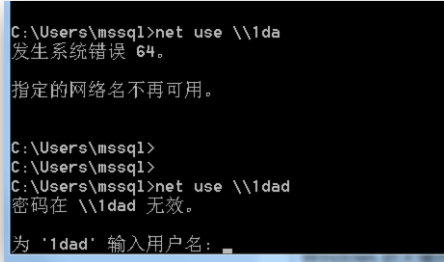 C:\Users\mssql>net use \\1da
发生系统错误 64。
指定的网络名不再可用。
C:\Users\mssql>
C:\Users\mssql>
C:\Users\mssql>net use \\1dad
密码在 \\1dad 无效。
为 '1dad' 输入用户名: _